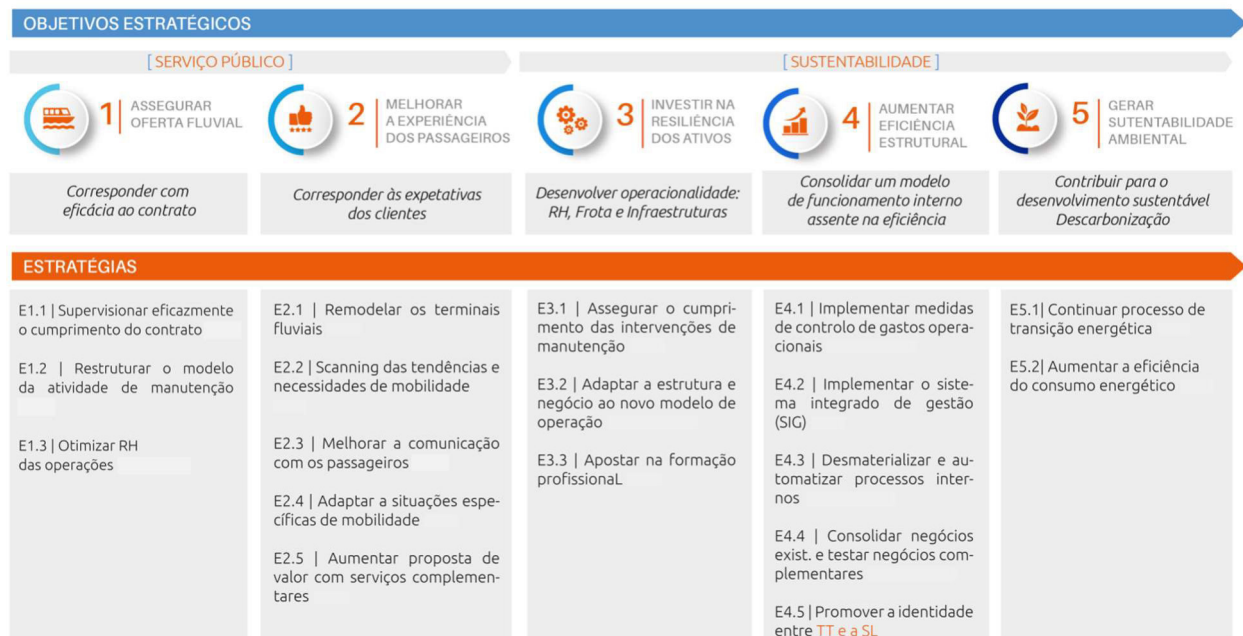 OBJETIVOS ESTRATÉGICOS
[ SERVIÇO PÚBLICO ]
[ SUSTENTABILIDADE ]
1
ASSEGURAR
OFERTA FLUVIAL
2
MELHORAR
A EXPERIÊNCIA
DOS PASSAGEIROS
3
INVESTIR NA
RESILIÊNCIA
DOS ATIVOS
4
AUMENTAR
EFICIÊNCIA
ESTRUTURAL
5
GERAR
SUTENTABILIDADE
AMBIENTAL
Corresponder com
eficácia ao contrato
Corresponder às expetativas
dos clientes
Desenvolver operacionalidade:
RH, Frota e Infraestruturas
Consolidar um modelo
de funcionamento interno
assente na eficiência
Contribuir para o
desenvolvimento sustentável
Descarbonização
ESTRATÉGIAS
E1.1 | Supervisionar eficazmente
o cumprimento do contrato
E1.2 | Restruturar o modelo
da atividade de manutenção
E1.3 | Otimizar RH
das operações
E2.1 | Remodelar os terminais
fluviais
E2.2 | Scanning das tendências e
necessidades de mobilidade
E2.3 | Melhorar a comunicação
com os passageiros
E2.4 | Adaptar a situações espe-
cíficas de mobilidade
E2.5 | Aumentar proposta de
valor com serviços complemen-
tares
E3.1 | Assegurar o cumpri-
mento das intervenções de
manutenção
E3.2 | Adaptar a estrutura e
negócio ao novo modelo de
operação
E3.3 | Apostar na formação
profissionaL
E4.1 | Implementar medidas
de controlo de gastos opera-
cionais
E4.2 | Implementar o siste-
ma integrado de gestão
(SIG)
E4.3 | Desmaterializar e au-
tomatizar processos inter-
nos
E4.4 | Consolidar negócios
exist. e testar negócios com-
plementares
E4.5 | Promover a identidade
entre TT e a SL
E5.1| Continuar processo de
transição energética
E5.2| Aumentar a eficiência
do consumo energético